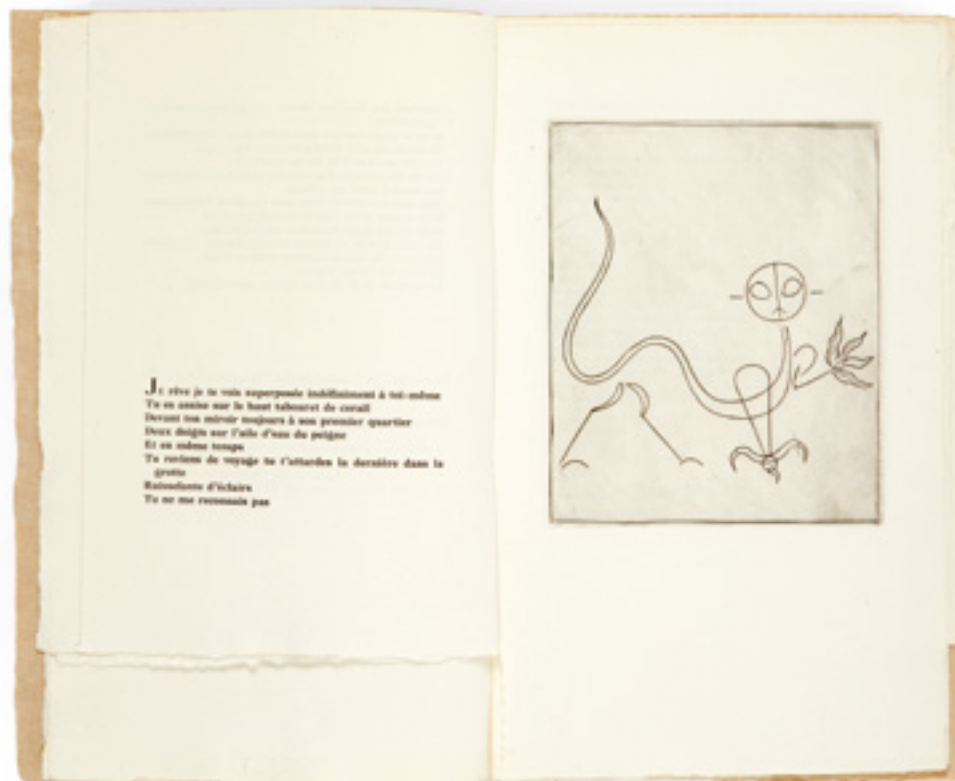 Je rêve je te vois superposée indéfiniment à toi-même
Tu es assise sur le haut tabouret de corail
Devant ton miroir toujours à son premier quartier
Deux doigts sur l'aile d'eau du peigne
Et en même temps
Tu reviens de voyage tu t'attardes la dernière dans la
grotte
Ruisselante d'éclairs
Tu ne me reconnais pas